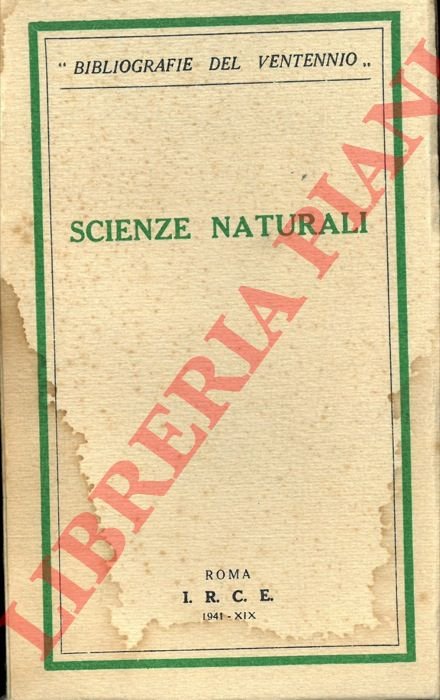 “ BIBLIOGRAFIE DEL VENTENNIO „
SCIENZE NATURALI
LIBRERIA PIANI
ROMA
I. R. C. E.
1941 - XIX